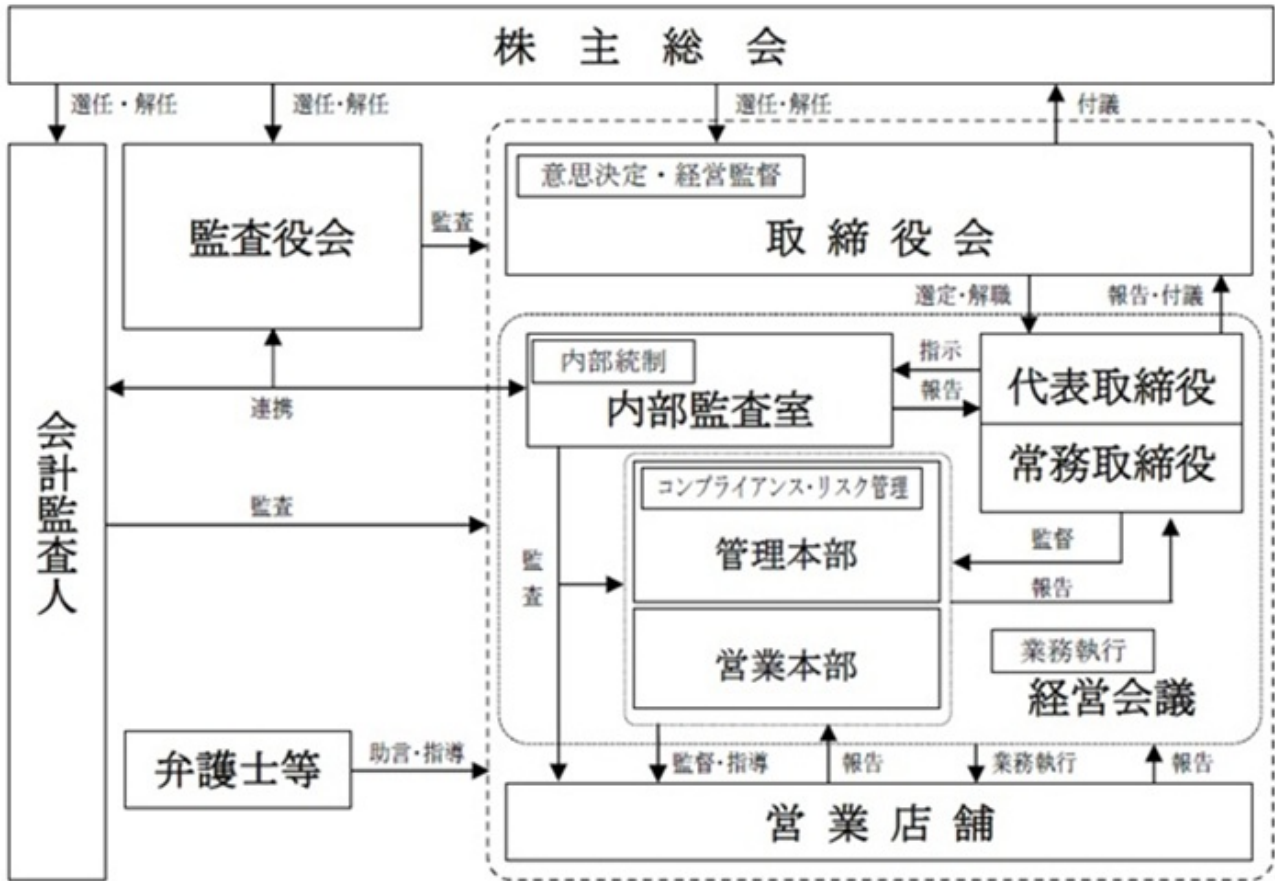 株主総会
選任・解任
選任・解任
選任・解任
付議
意思決定・経営監督
取締役会
監査役会
監査
選定・解職
報告・付議
内部統制
内部監査室
指示
報告
代表取締役
常務取締役
連携
会計監査人
監査
コンプライアンス・リスク管理
管理本部
監督
報告
監査
営業本部
業務執行
経営会議
弁護士等
助言・指導
監督・指導
報告
業務執行
報告
営業店舗